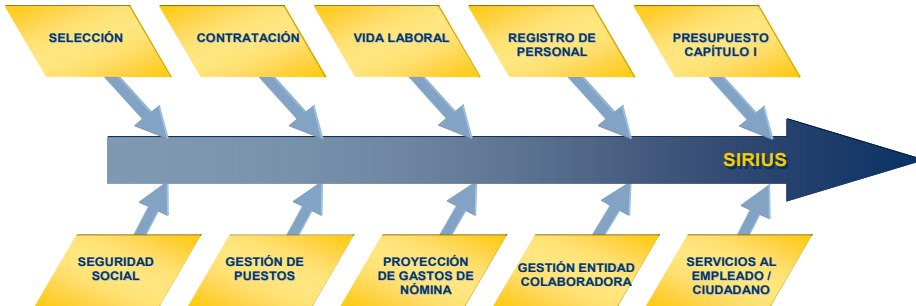 SELECCIÓN
CONTRATACIÓN
VIDA LABORAL
REGISTRO DE
PERSONAL
PRESUPUESTO
CAPÍTULO I
SIRIUS
SEGURIDAD
SOCIAL
GESTIÓN DE
PUESTOS
PROYECCIÓN
DE GASTOS DE
NÓMINA
GESTIÓN ENTIDAD
COLABORADORA
SERVICIOS AL
EMPLEADO /
CIUDADANO